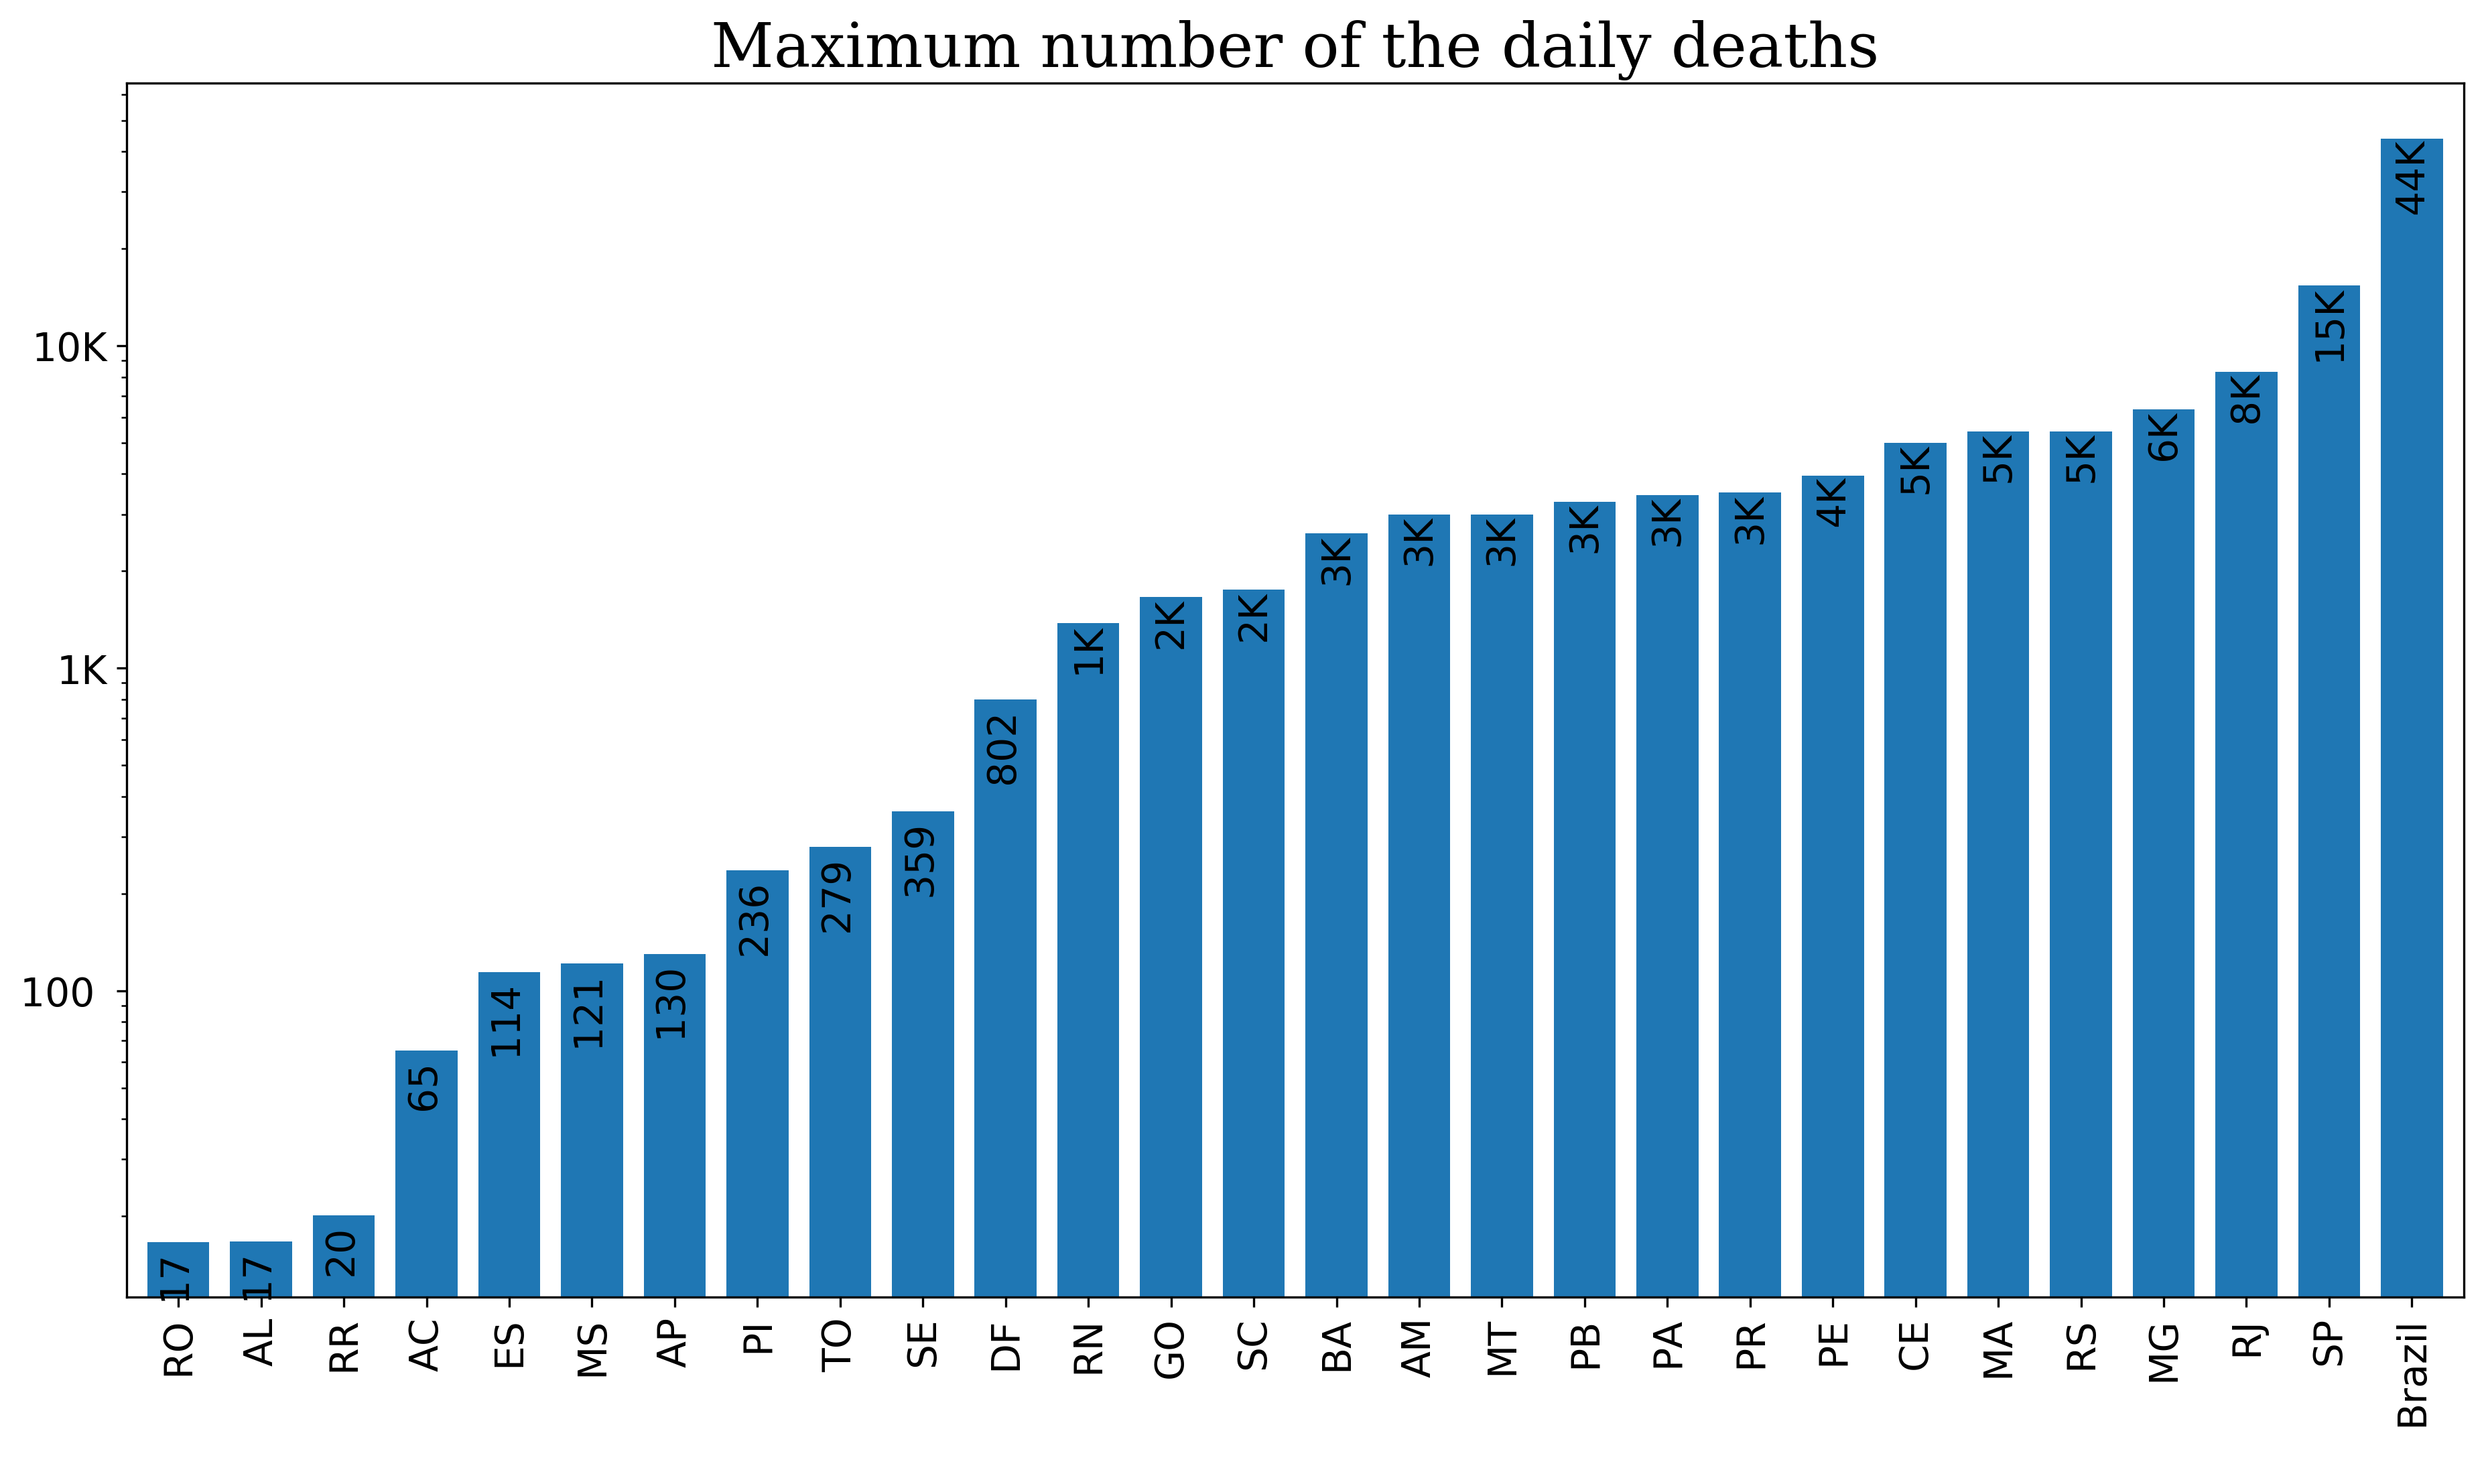 Maximum number of the daily deaths
10K
1K
100
17
17
20
65
114
121
130
236
279
359
802
1K
2K
2K
3K
3K
3K
3K
3K
3K
4K
5K
5K
5K
6K
8K
15K
44K
RO
AL
RR
AC
ES
MS
AP
PI
TO
SE
DF
RN
GO
SC
BA
AM
MT
PB
PA
PR
PE
CE
MA
RS
MG
RJ
SP
Brazil